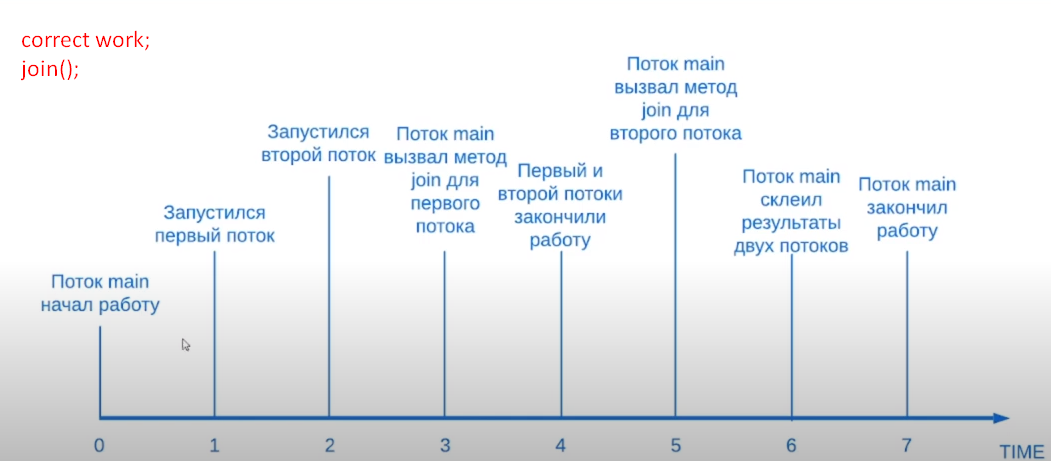 correct work;
join();
Поток main
начал работу
Запустился
первый поток
Запустился
второй поток
Поток main
вызвал метод
join для
первого
потока
Первый и
второй потоки
закончили
работу
Поток main
вызвал метод
join для
второго потока
Поток main
склеил
результаты
двух потоков
Поток main
закончил
работу
0 1 2 3 4 5 6 7
TIME